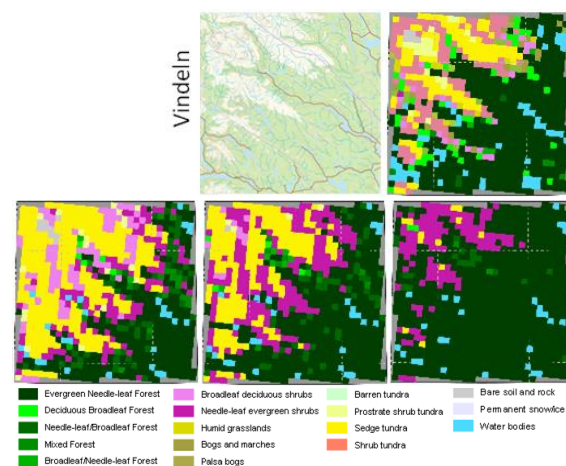 Vindeln
Evergreen Needle-leaf Forest
Deciduous Broadleaf Forest
Needle-leaf/Broadleaf Forest
Mixed Forest
Broadleaf/Needle-leaf Forest
Broadleaf deciduous shrubs
Needle-leaf evergreen shrubs
Humid grasslands
Bogs and marches
Palsa bogs
Barren tundra
Prostrate shrub tundra
Sedge tundra
Shrub tundra
Bare soil and rock
Permanent snow/ice
Water bodies